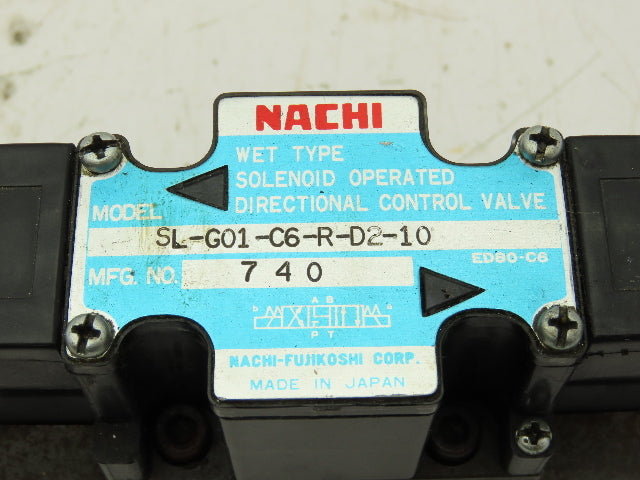 NACHI
WET TYPE
SOLENOID OPERATED
MODEL DIRECTIONAL CONTROL VALVE
SL-G01-C6-R-D2-10
ED80-C6
MFG. NO. 740
A B
b a
P T
NACHI-FUJIKOSHI CORP.
MADE IN JAPAN